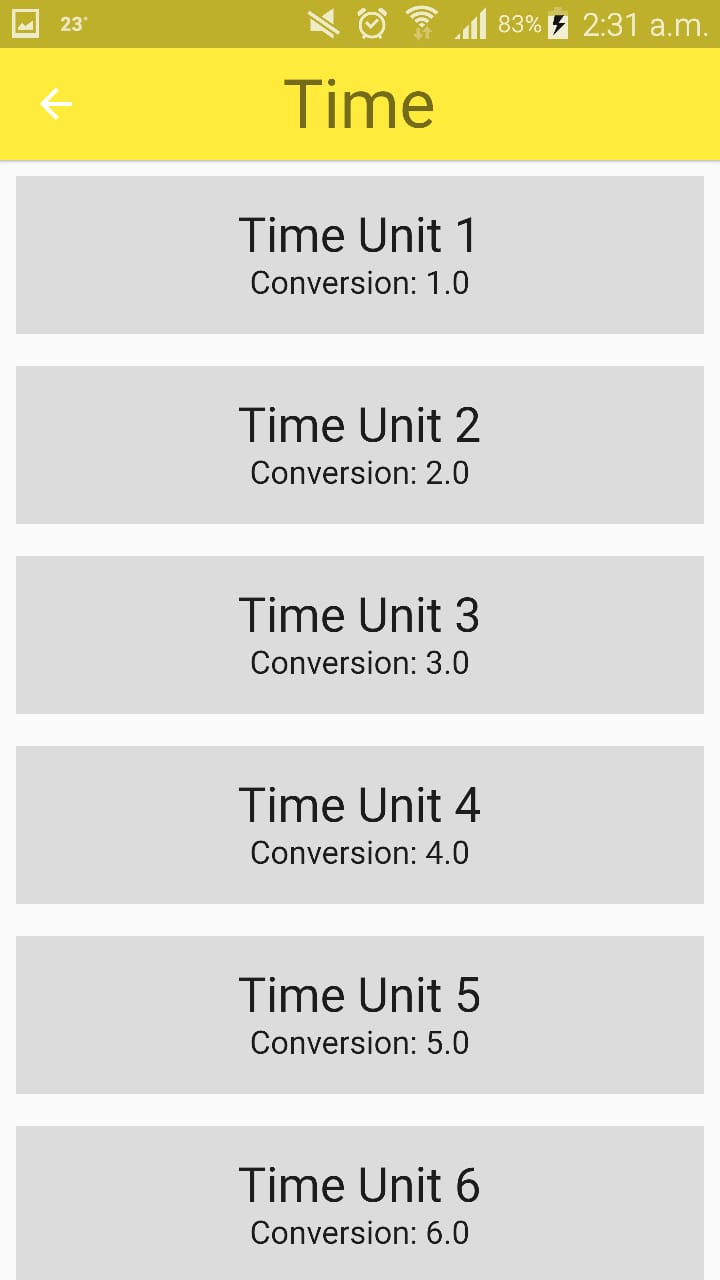 23° 83% 2:31 a.m.
Time
Time Unit 1
Conversion: 1.0
Time Unit 2
Conversion: 2.0
Time Unit 3
Conversion: 3.0
Time Unit 4
Conversion: 4.0
Time Unit 5
Conversion: 5.0
Time Unit 6
Conversion: 6.0